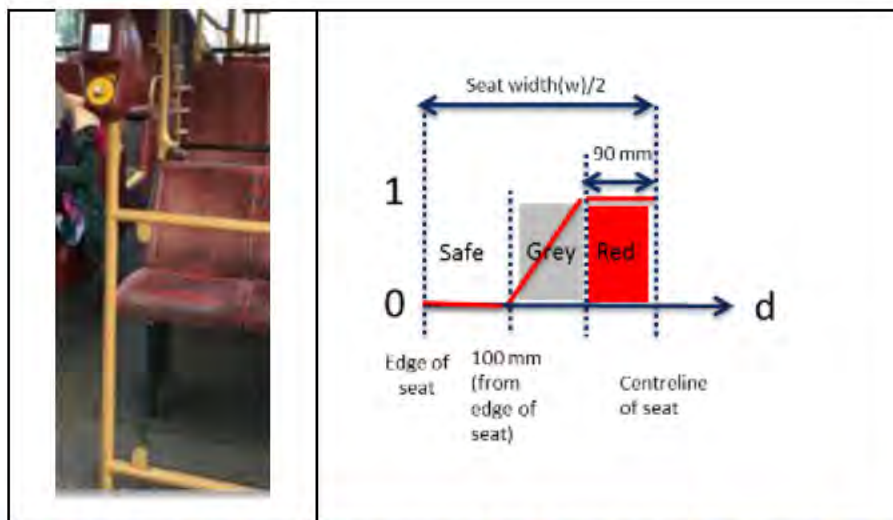 Seat width(w)/2
90 mm
1
Safe
Grey
Red
0
d
Edge of
seat
100 mm
(from
edge of
seat)
Centreline
of seat